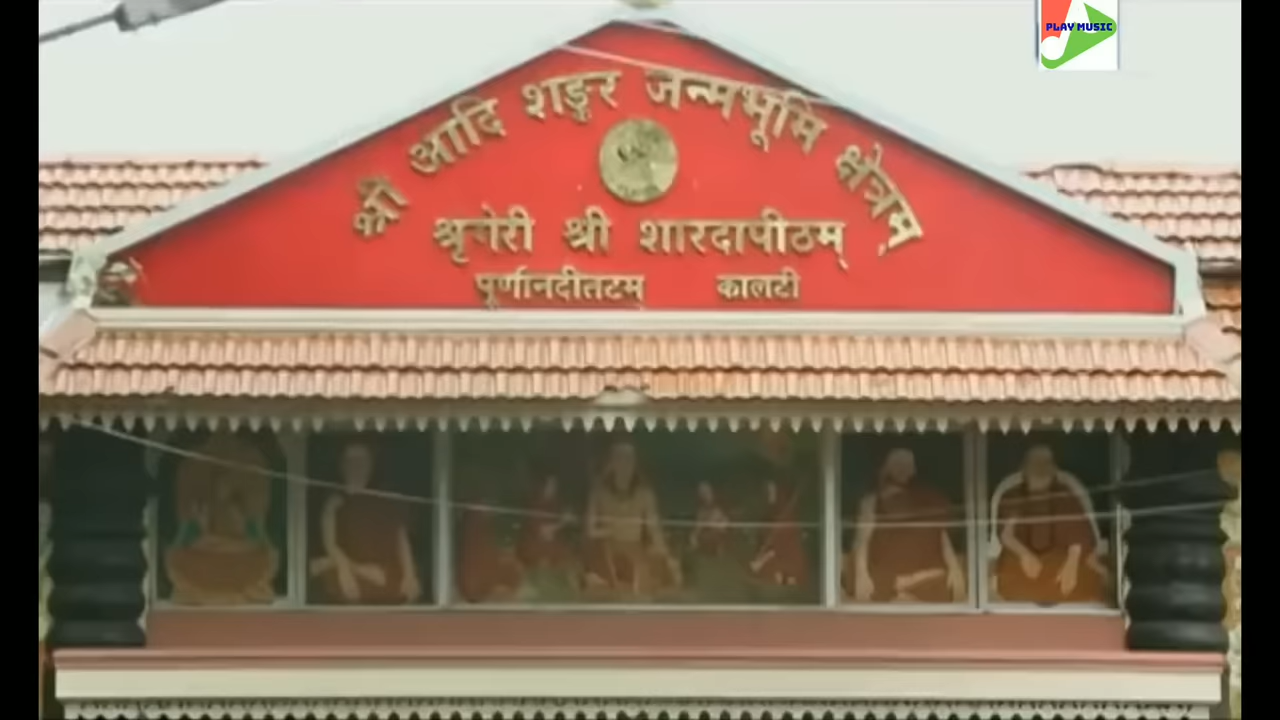 PLAY MUSIC
श्री आदि शङ्कर जन्मभूमि क्षेत्रम्
श्रृंगेरी श्री शारदापीठम्
पूर्णानदीतटम् कालटी